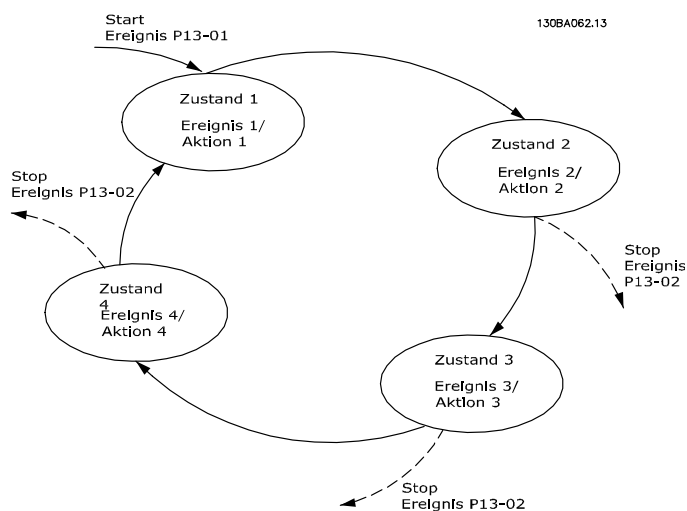 Start
Ereignis P13-01
130BA062.13
Zustand 1
Ereignis 1/
Aktion 1
Zustand 2
Ereignis 2/
Aktion 2
Stop
Ereignis P13-02
Stop
Ereignis
P13-02
Zustand
4
Ereignis 4/
Aktion 4
Zustand 3
Ereignis 3/
Aktion 3
Stop
Ereignis P13-02